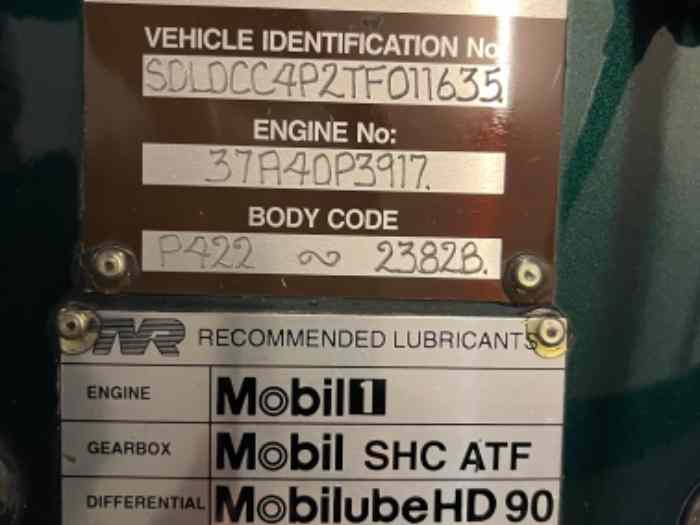 VEHICLE IDENTIFICATION No
SDLDCC4P2TF011635
ENGINE No:
37A40P3917.
BODY CODE
P422 ~ 2382B.
TVR RECOMMENDED LUBRICANTS
ENGINE Mobil 1
GEARBOX Mobil SHC ATF
DIFFERENTIAL Mobilube HD 90